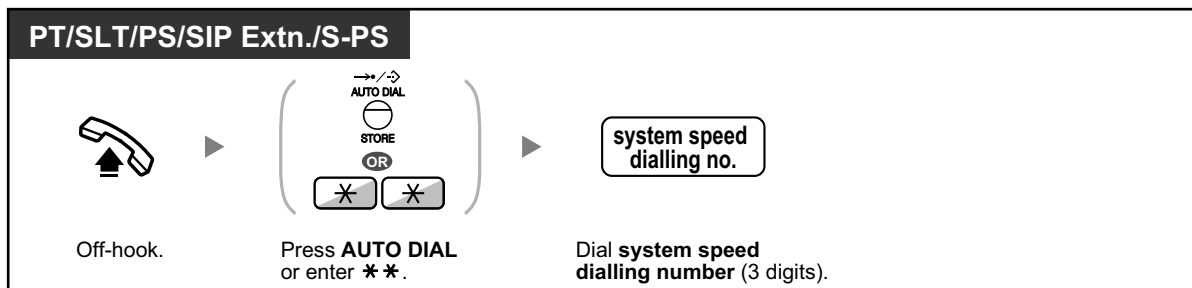 PT/SLT/PS/SIP Extn./S-PS
AUTO DIAL
STORE
OR
* *
system speed
dialling no.
Off-hook.
Press AUTO DIAL
or enter * *.
Dial system speed
dialling number (3 digits).